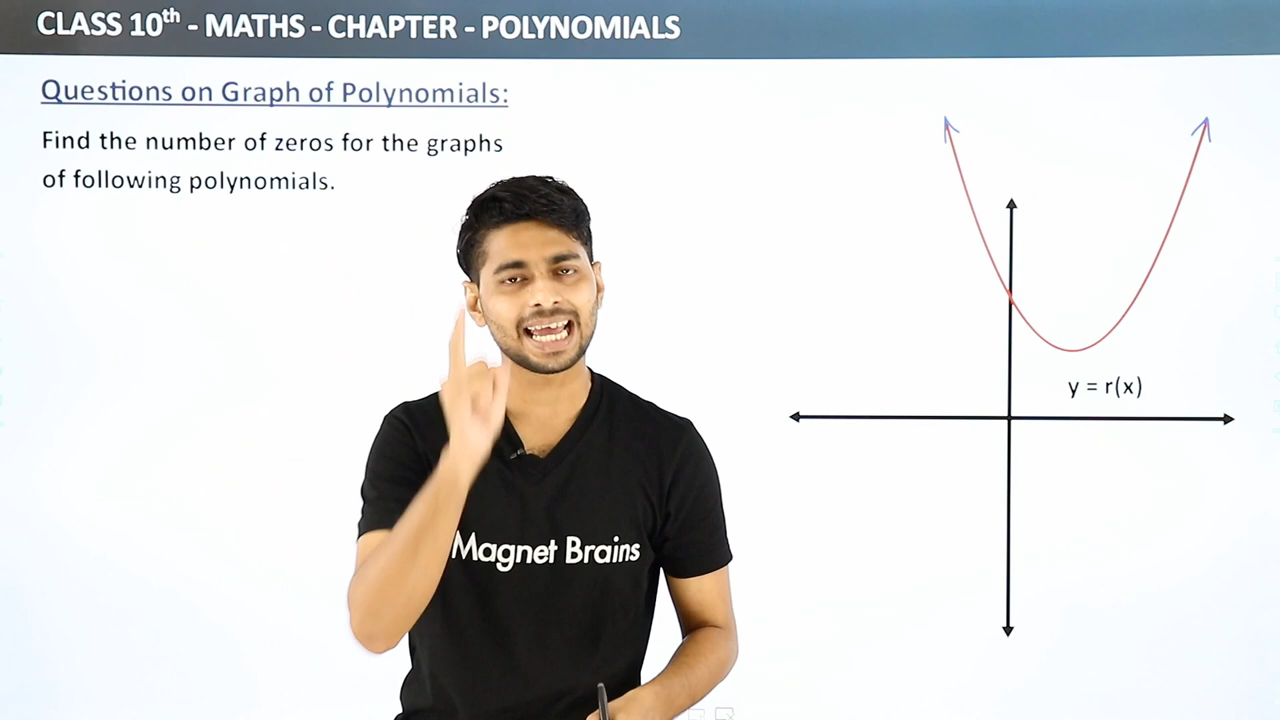 CLASS 10th - MATHS - CHAPTER - POLYNOMIALS
Questions on Graph of Polynomials:
Find the number of zeros for the graphs
of following polynomials.
y = r(x)
Magnet Brains